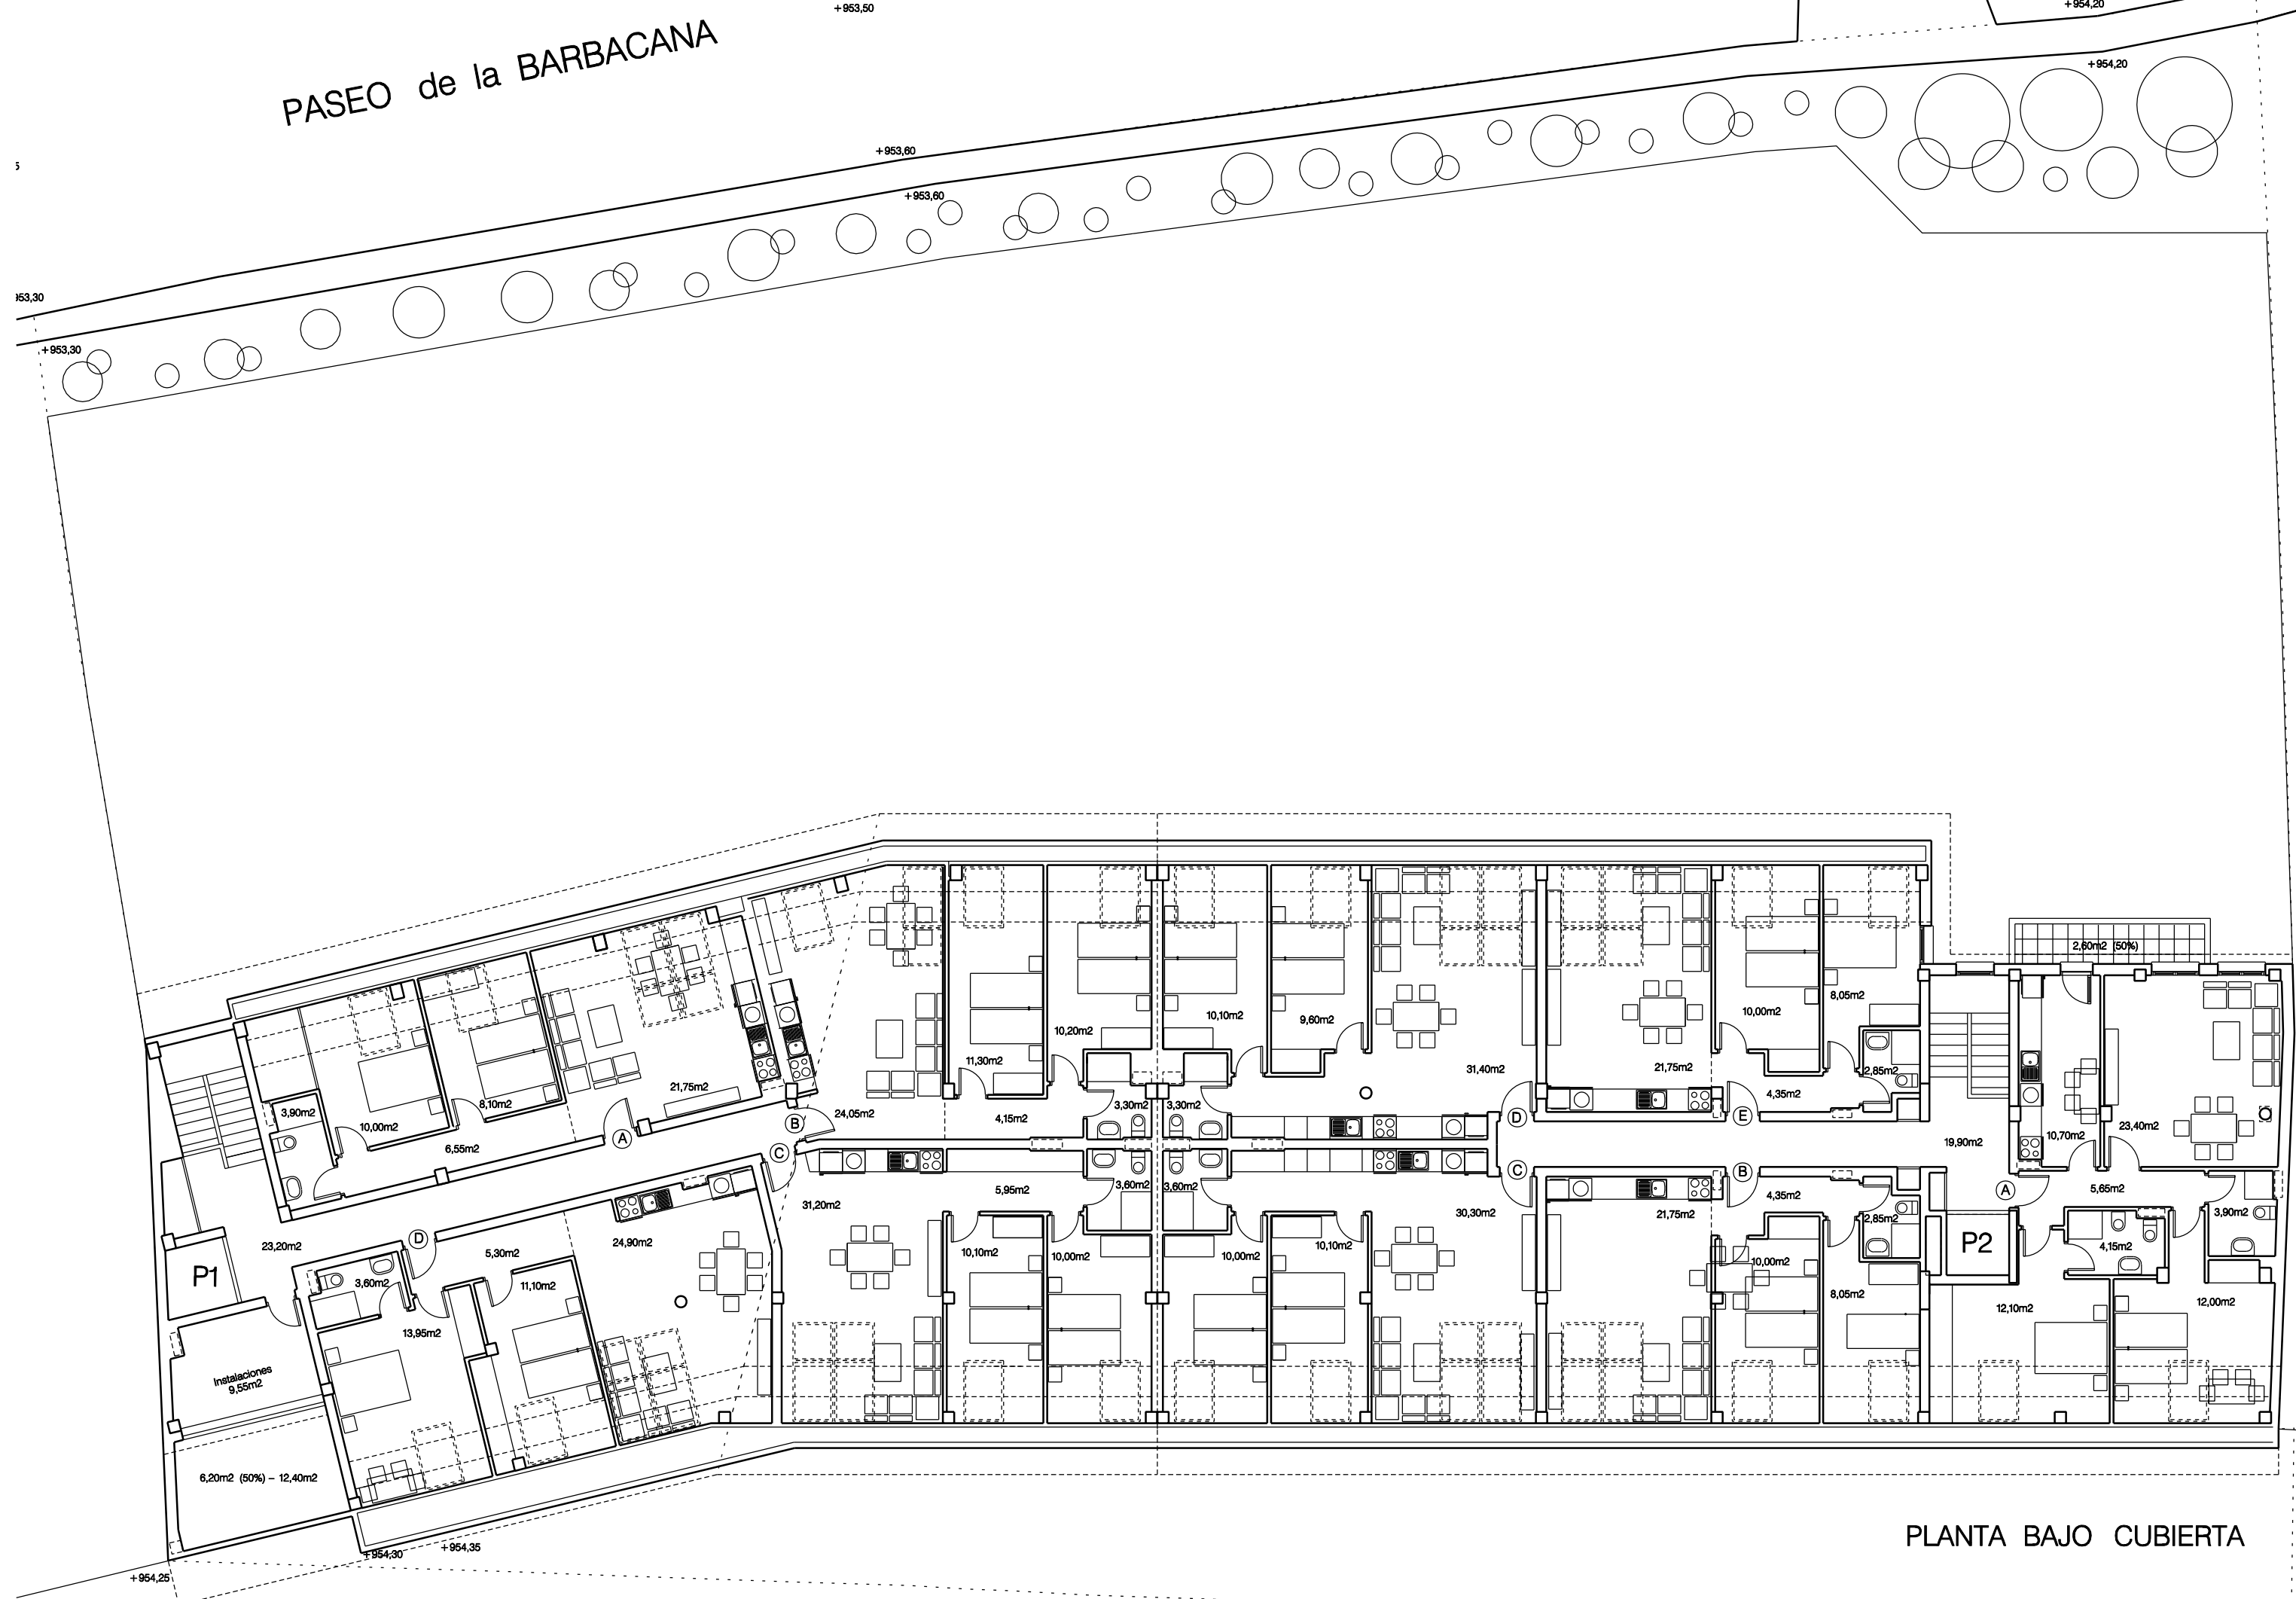 +953,50
+954,20
PASEO de la BARBACANA
+954,20
+953,60
+953,60
953,30
+953,30
2,60m2 (50%)
8,05m2
10,00m2
10,10m2
9,60m2
10,20m2
11,30m2
31,40m2
21,75m2
2,85m2
4,35m2
21,75m2
8,10m2
3,90m2
10,00m2
24,05m2
4,15m2
3,30m2
3,30m2
D
E
B
A
6,55m2
C
19,90m2
10,70m2
23,40m2
C
B
A
3,60m2
3,60m2
5,95m2
4,35m2
5,65m2
31,20m2
30,30m2
21,75m2
2,85m2
3,90m2
D
23,20m2
5,30m2
24,90m2
10,10m2
10,00m2
10,00m2
10,10m2
10,00m2
P2
4,15m2
P1
3,60m2
11,10m2
8,05m2
12,10m2
12,00m2
13,95m2
Instalaciones
9,55m2
6,20m2 (50%) – 12,40m2
PLANTA BAJO CUBIERTA
+954,35
+954,30
+954,25